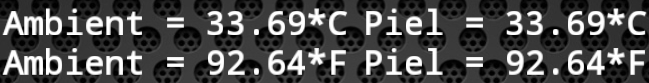 Ambient = 33.69*C Piel = 33.69*C
Ambient = 92.64*F Piel = 92.64*F